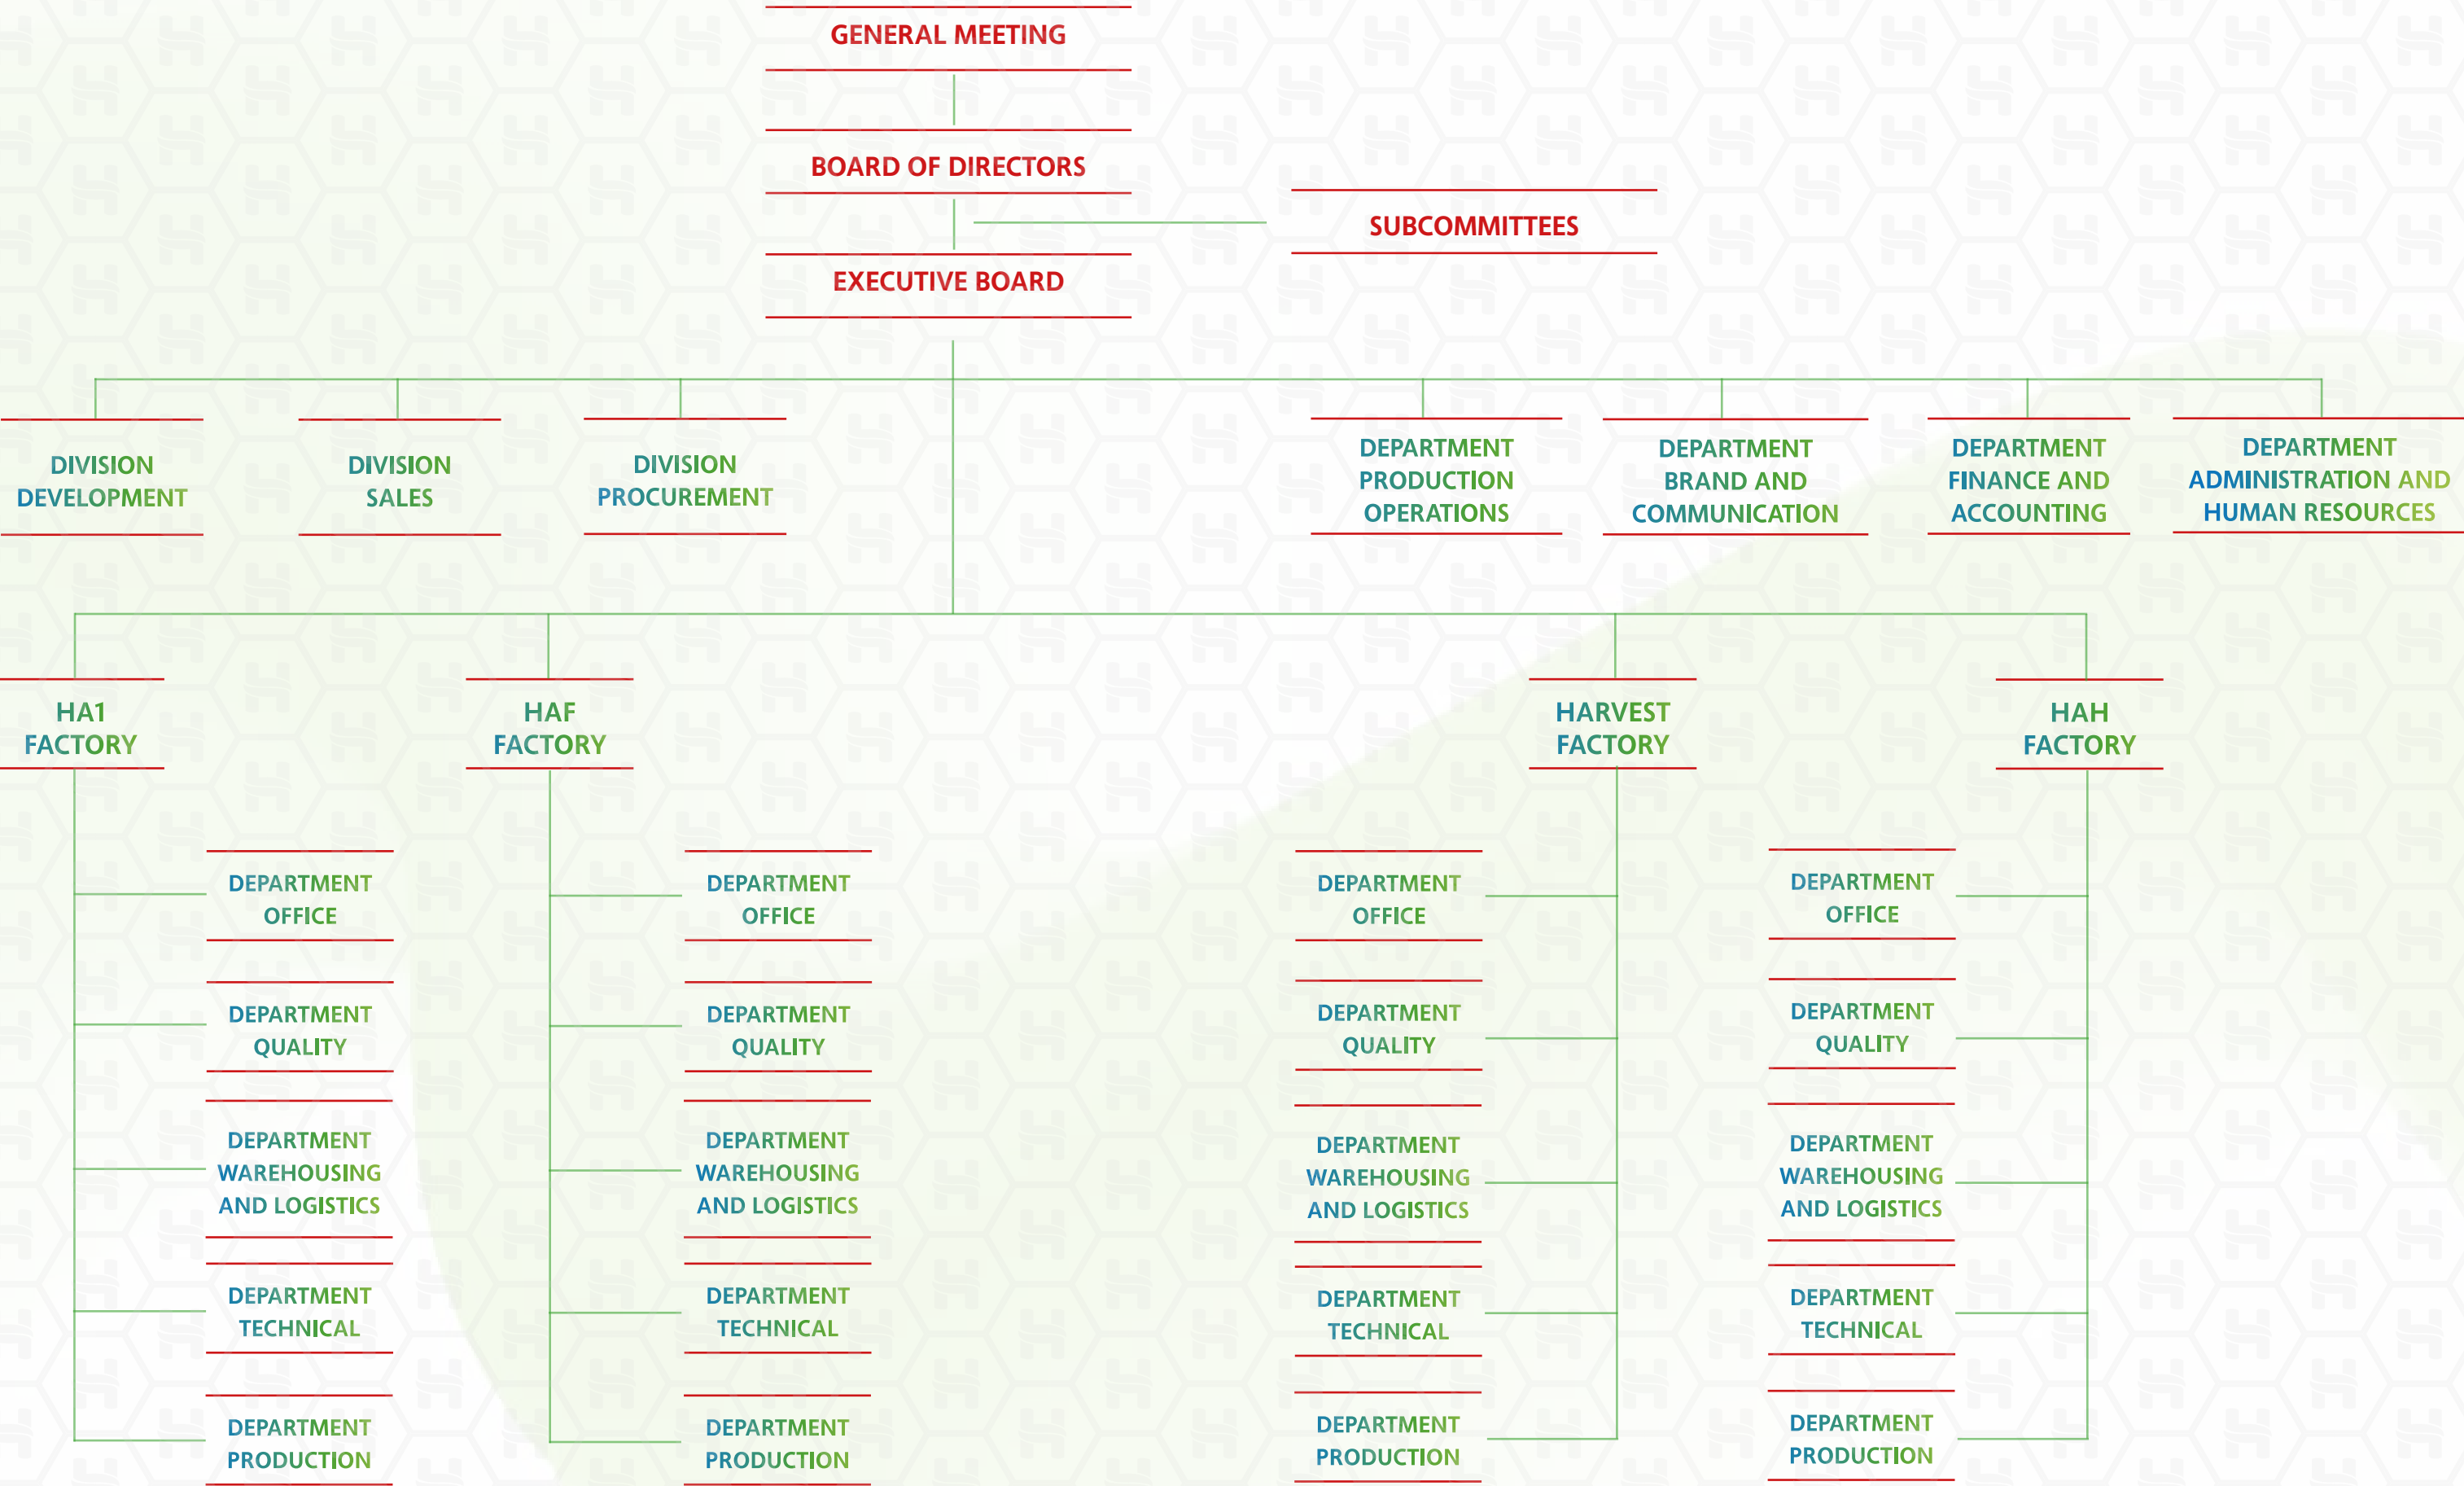 GENERAL MEETING
BOARD OF DIRECTORS
SUBCOMMITTEES
EXECUTIVE BOARD
DIVISION
DEVELOPMENT
DIVISION
SALES
DIVISION
PROCUREMENT
DEPARTMENT
PRODUCTION
OPERATIONS
DEPARTMENT
BRAND AND
COMMUNICATION
DEPARTMENT
FINANCE AND
ACCOUNTING
DEPARTMENT
ADMINISTRATION AND
HUMAN RESOURCES
HA1
FACTORY
HAF
FACTORY
HARVEST
FACTORY
HAH
FACTORY
DEPARTMENT
OFFICE
DEPARTMENT
QUALITY
DEPARTMENT
WAREHOUSING
AND LOGISTICS
DEPARTMENT
TECHNICAL
DEPARTMENT
PRODUCTION
DEPARTMENT
OFFICE
DEPARTMENT
QUALITY
DEPARTMENT
WAREHOUSING
AND LOGISTICS
DEPARTMENT
TECHNICAL
DEPARTMENT
PRODUCTION
DEPARTMENT
OFFICE
DEPARTMENT
QUALITY
DEPARTMENT
WAREHOUSING
AND LOGISTICS
DEPARTMENT
TECHNICAL
DEPARTMENT
PRODUCTION
DEPARTMENT
OFFICE
DEPARTMENT
QUALITY
DEPARTMENT
WAREHOUSING
AND LOGISTICS
DEPARTMENT
TECHNICAL
DEPARTMENT
PRODUCTION